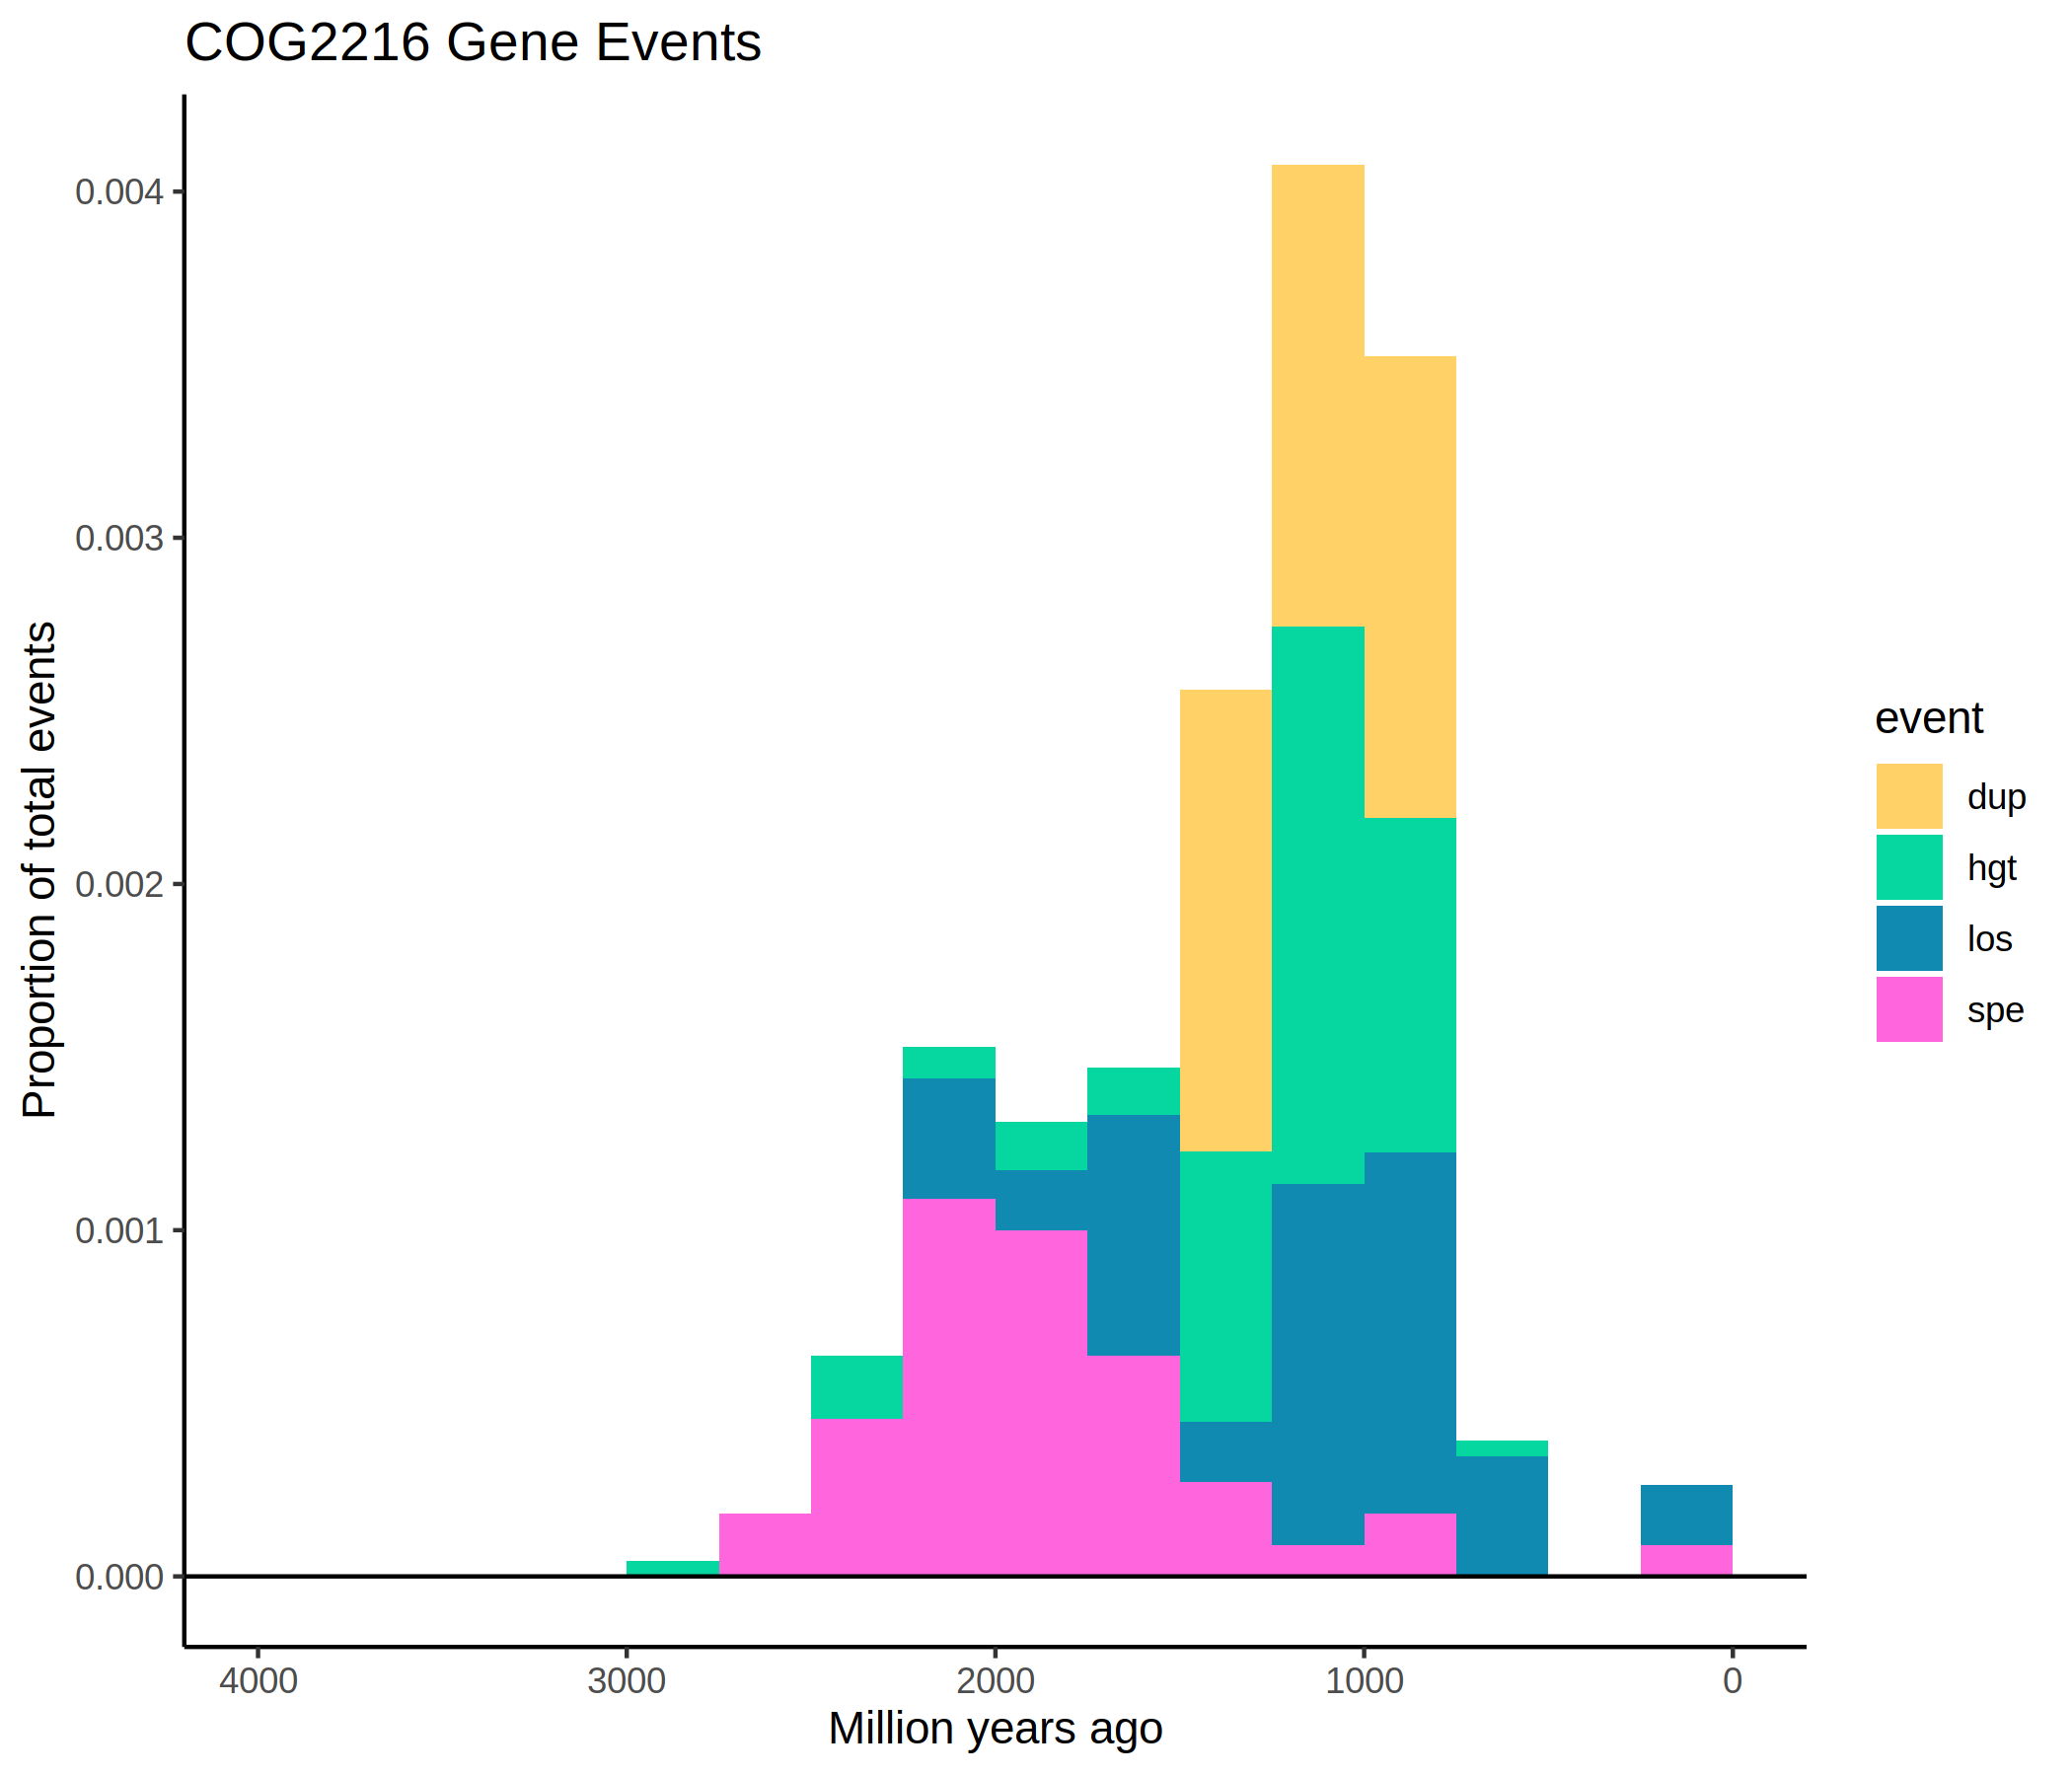 COG2216 Gene Events
0.004
0.003
0.002
0.001
0.000
Proportion of total events
4000 3000 2000 1000 0
Million years ago
event
dup
hgt
los
spe